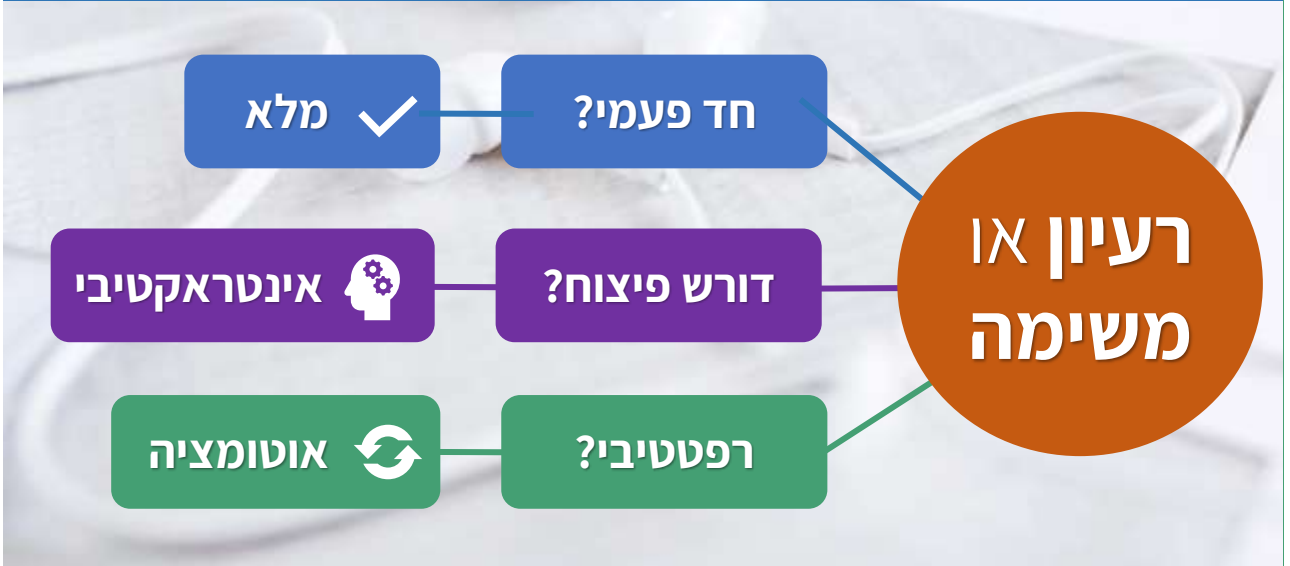 רעיון או
משימה
חד פעמי?
מלא
דורש פיצוח?
אינטראקטיבי
רפטטיבי?
אוטומציה